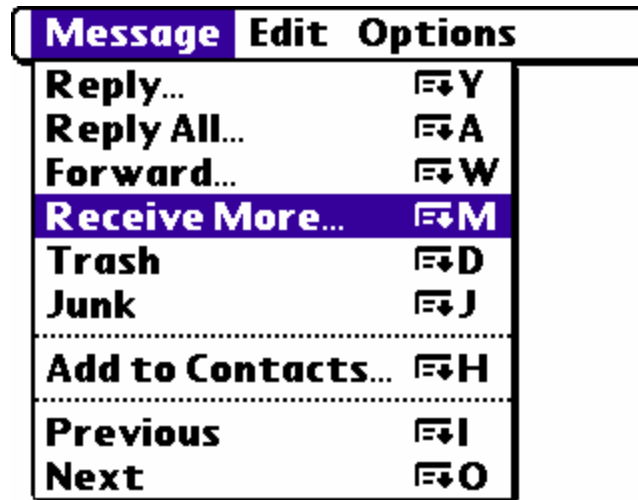 Message Edit Options
Reply... Y
Reply All... A
Forward... W
Receive More... M
Trash D
Junk J
Add to Contacts... H
Previous I
Next O